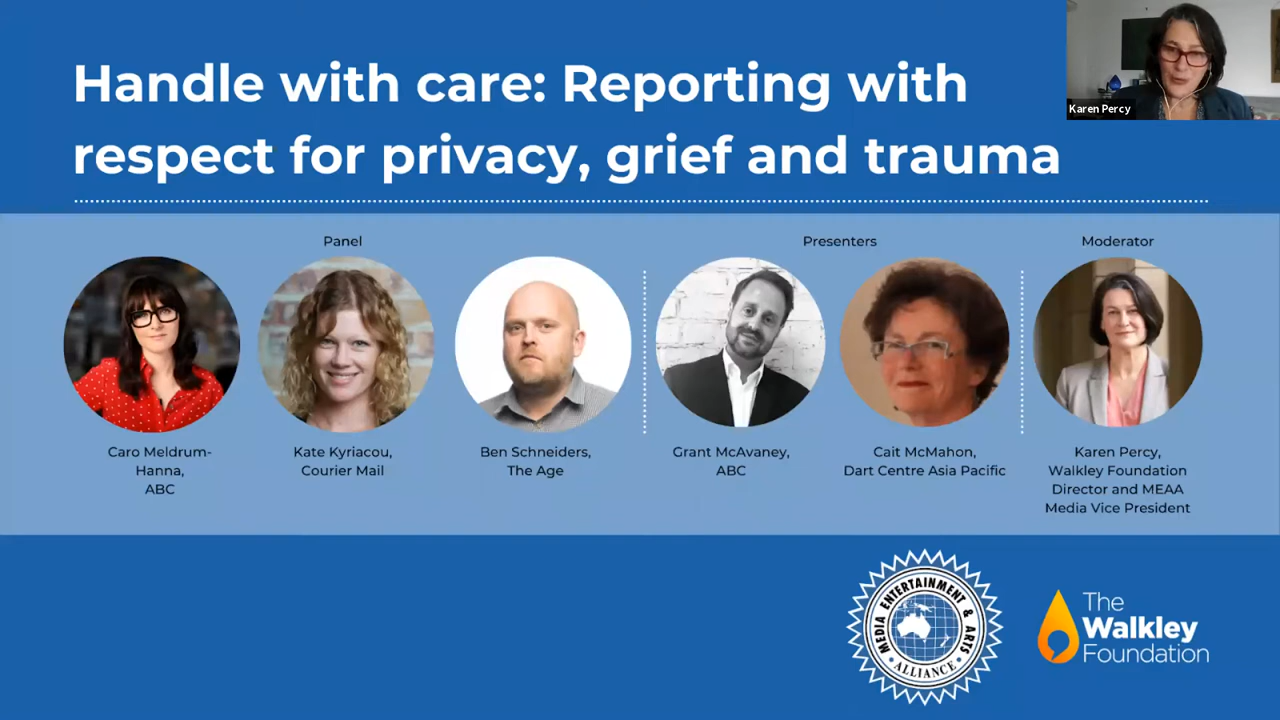 Handle with care: Reporting with
respect for privacy, grief and trauma
Karen Percy
Panel
Presenters
Moderator
Caro Meldrum-
Hanna,
ABC
Kate Kyriacou,
Courier Mail
Ben Schneiders,
The Age
Grant McAvaney,
ABC
Cait McMahon,
Dart Centre Asia Pacific
Karen Percy,
Walkley Foundation
Director and MEAA
Media Vice President
MEDIA ENTERTAINMENT & ARTS
• ALLIANCE •
The
Walkley
Foundation